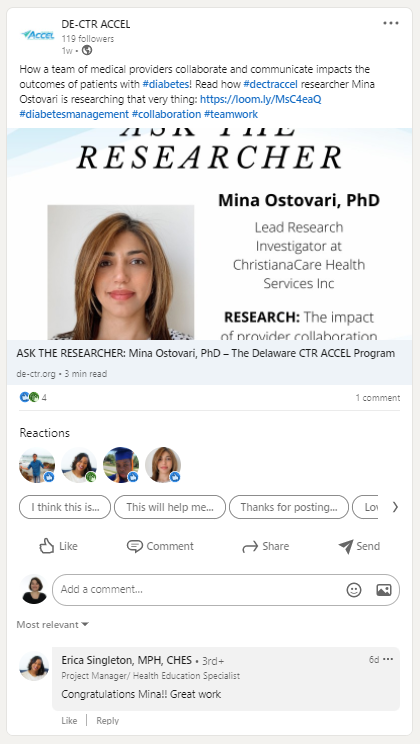 ACCEL
DE-CTR ACCEL
119 followers
1w •
How a team of medical providers collaborate and communicate impacts the
outcomes of patients with #diabetes! Read how #dectraccel researcher Mina
Ostovari is researching that very thing: https://loom.ly/MsC4eaQ
#diabetesmanagement #collaboration #teamwork
ASK THE
RESEARCHER
Mina Ostovari, PhD
Lead Research
Investigator at
ChristianaCare Health
Services Inc
RESEARCH: The impact
of provider collaboration
ASK THE RESEARCHER: Mina Ostovari, PhD – The Delaware CTR ACCEL Program
de-ctr.org • 3 min read
4
1 comment
Reactions
I think this is...
This will help me...
Thanks for posting...
Lov
Like
Comment
Share
Send
Add a comment...
Most relevant
Erica Singleton, MPH, CHES • 3rd+
6d
Project Manager/ Health Education Specialist
Congratulations Mina!! Great work
Like
Reply